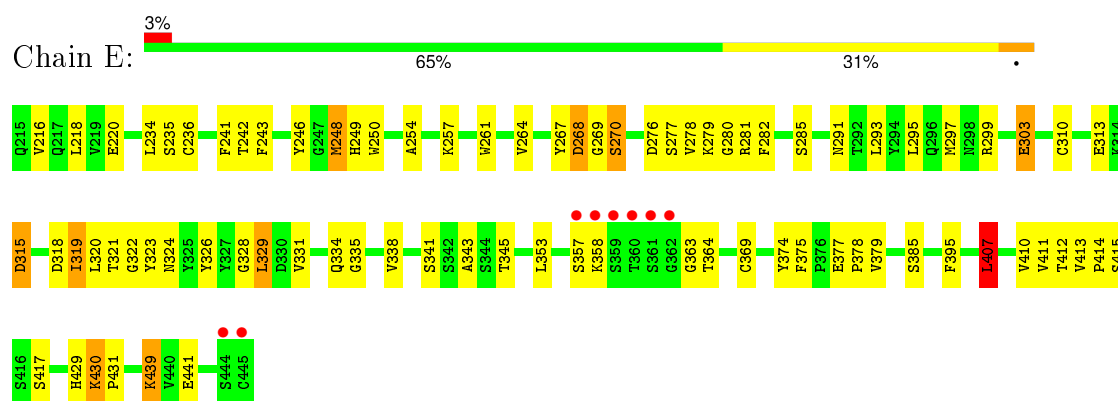 3%
Chain E:
65% 31% •
Q215 V216 Q217 L218 V219 E220 L234 S235 C236 F241 T242 F243 Y246 G247 M248 H249 W250 A254 K257 W261 V264 Y267 D268 G269 S270 D276 S277 V278 K279 G280 R281 F282 S285 N291 T292 L293 Y294 L295 Q296 M297 N298 R299 E303 C310 E313 K314
D315 D318 I319 L320 T321 G322 Y323 N324 Y325 Y326 Y327 G328 L329 D330 V331 Q334 G335 V338 S341 S342 A343 S344 T345 L353 S357 K358 S359 T360 S361 G362 G363 T364 C369 Y374 F375 P376 E377 P378 V379 S385 F395 L407 V410 V411 T412 V413 P414 S415
S416 S417 H429 K430 P431 K439 V440 E441 S444 C445